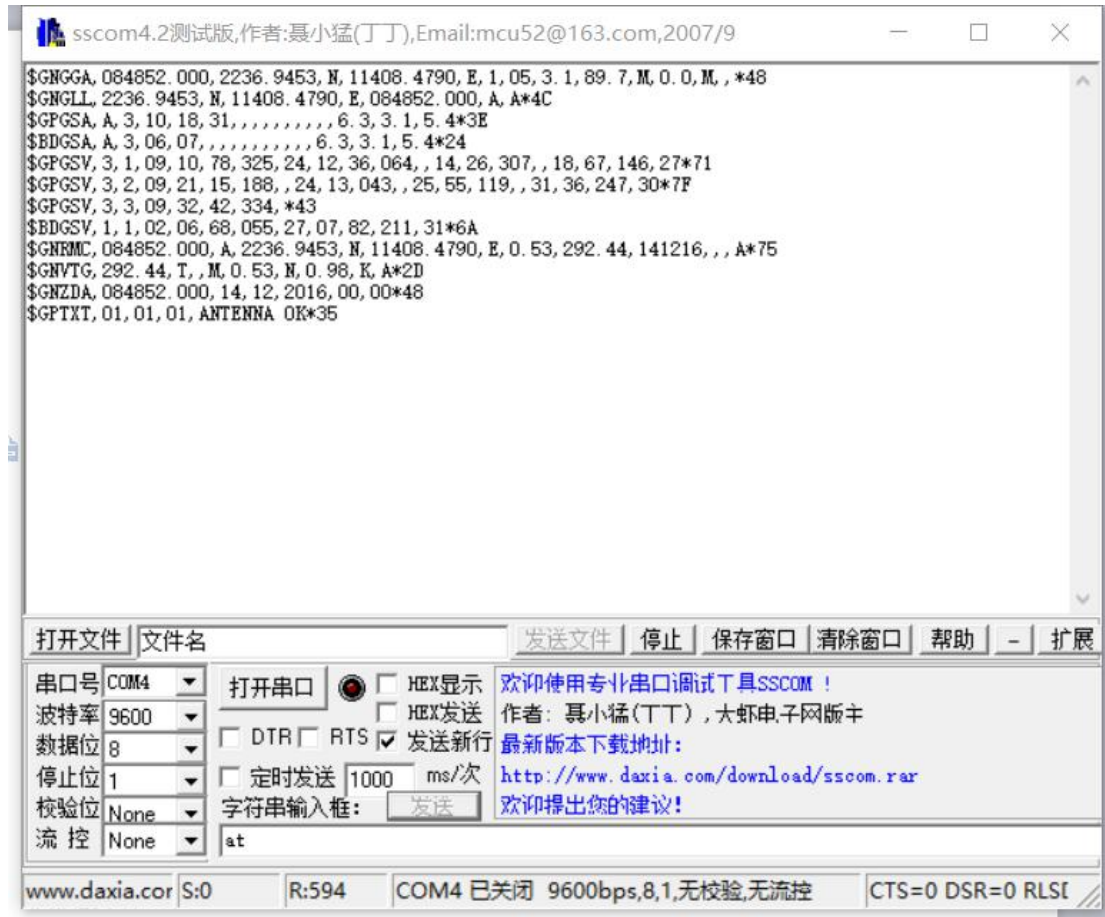 sscom4.2测试版,作者:聂小猛(丁丁),Email:mcu52@163.com,2007/9
$GNGGA,084852.000,2236.9453,N,11408.4790,E,1,05,3.1,89.7,M,0.0,M,,*48
$GNGLL,2236.9453,N,11408.4790,E,084852.000,A,A*4C
$GPGSA,A,3,10,18,31,,,,,,,,,,6.3,3.1,5.4*3E
$BDGSA,A,3,06,07,,,,,,,,,,,6.3,3.1,5.4*24
$GPGSV,3,1,09,10,78,325,24,12,36,064,,14,26,307,,18,67,146,27*71
$GPGSV,3,2,09,21,15,188,,24,13,043,,25,55,119,,31,36,247,30*7F
$GPGSV,3,3,09,32,42,334,*43
$BDGSV,1,1,02,06,68,055,27,07,82,211,31*6A
$GNRMC,084852.000,A,2236.9453,N,11408.4790,E,0.53,292.44,141216,,,A*75
$GNVTG,292.44,T,,M,0.53,N,0.98,K,A*2D
$GNZDA,084852.000,14,12,2016,00,00*48
$GPTXT,01,01,01,ANTENNA OK*35
打开文件 文件名 发送文件 停止 保存窗口 清除窗口 帮助 - 扩展
串口号 COM4 打开串口 HEX显示 欢迎使用专业串口调试工具SSCOM !
波特率 9600 HEX发送 作者: 聂小猛(丁丁),大虾电子网版主
数据位 8 DTR RTS 发送新行 最新版本下载地址:
停止位 1 定时发送 1000 ms/次 http://www.daxia.com/download/sscom.rar
校验位 None 字符串输入框: 发送 欢迎提出您的建议!
流 控 None at
www.daxia.cor S:0 R:594 COM4 已关闭 9600bps,8,1,无校验,无流控 CTS=0 DSR=0 RLS